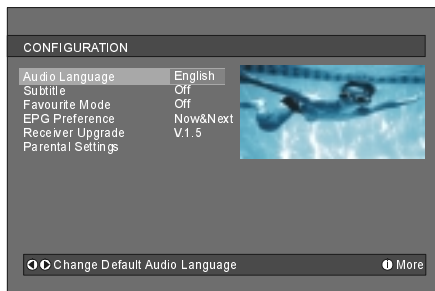 CONFIGURATION
Audio Language English
Subtitle Off
Favourite Mode Off
EPG Preference Now&Next
Receiver Upgrade V.1.5
Parental Settings
Change Default Audio Language More